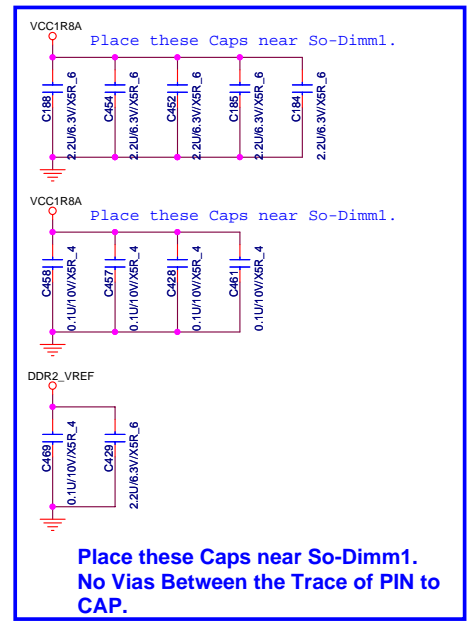 VCC1R8A
Place these Caps near So-Dimm1.
C188
2.2U/6.3V/X5R_6
C454
2.2U/6.3V/X5R_6
C452
2.2U/6.3V/X5R_6
C185
2.2U/6.3V/X5R_6
C184
2.2U/6.3V/X5R_6
VCC1R8A
Place these Caps near So-Dimm1.
C458
0.1U/10V/X5R_4
C457
0.1U/10V/X5R_4
C428
0.1U/10V/X5R_4
C461
0.1U/10V/X5R_4
DDR2_VREF
C469
0.1U/10V/X5R_4
C429
2.2U/6.3V/X5R_6
Place these Caps near So-Dimm1.
No Vias Between the Trace of PIN to
CAP.